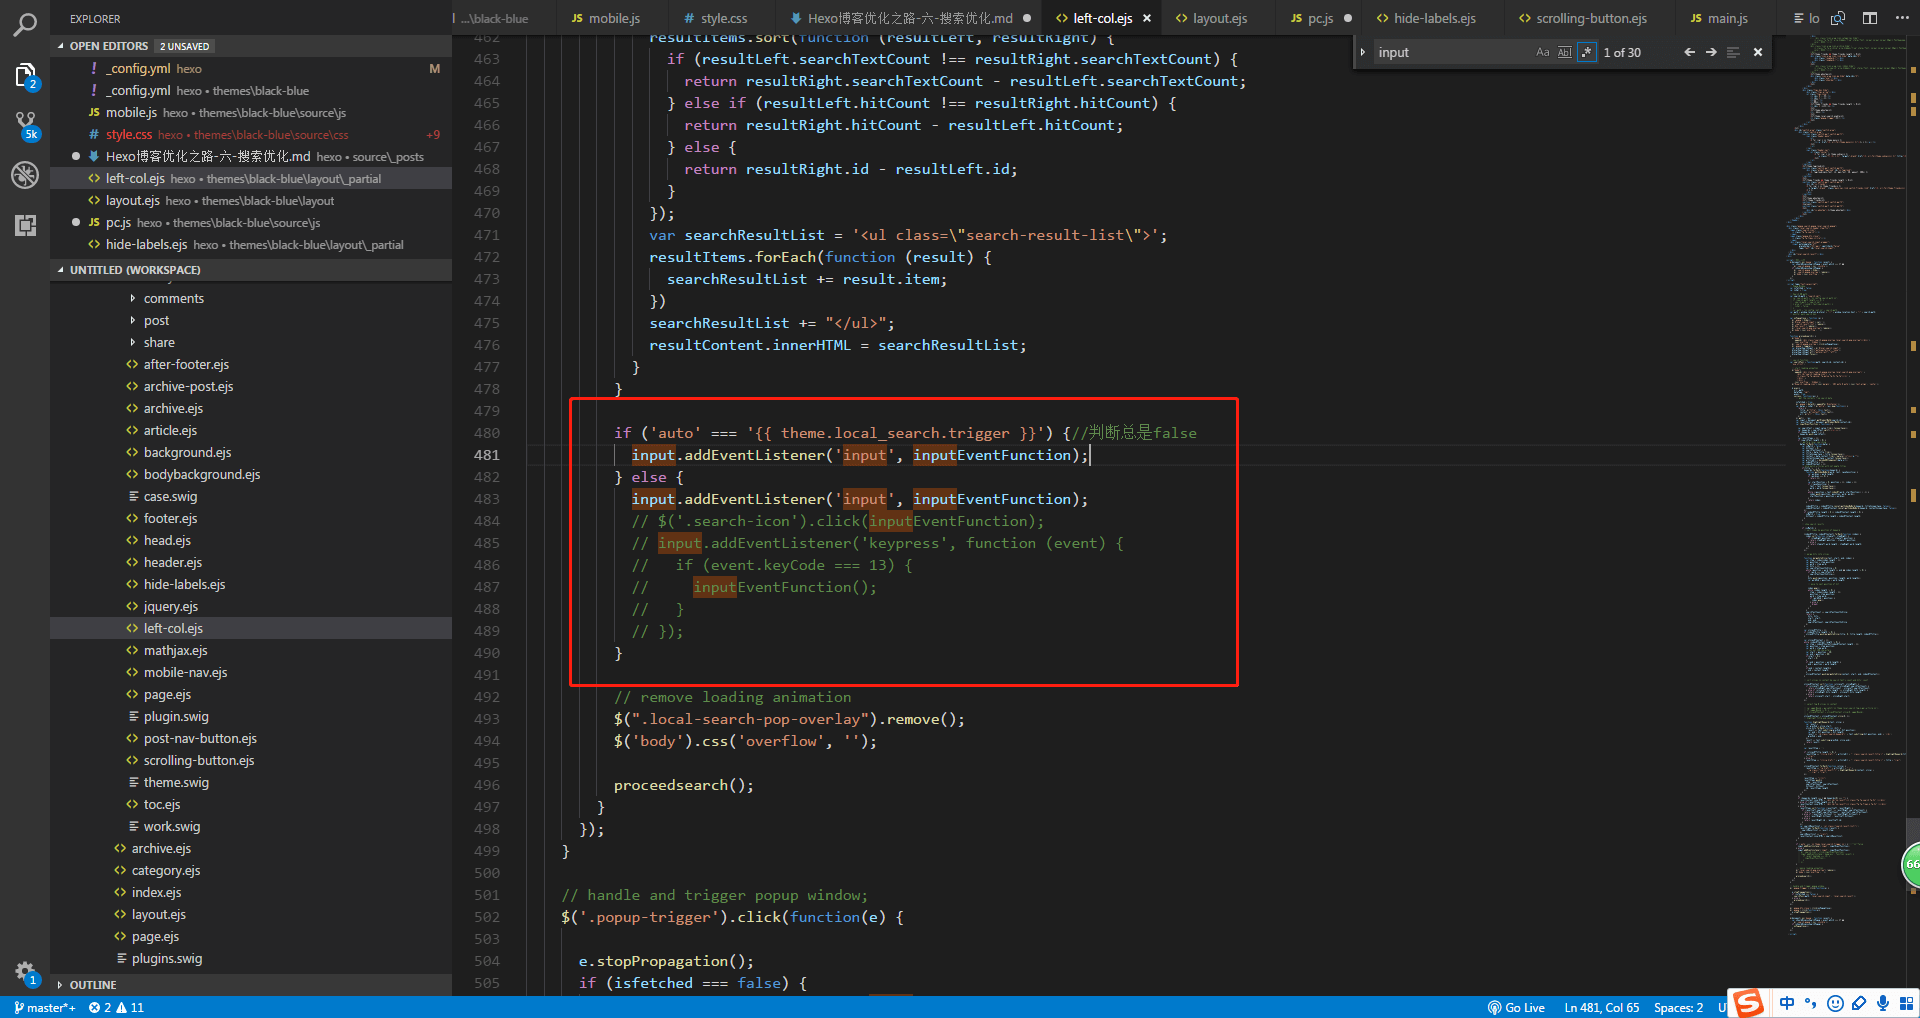 EXPLORER
OPEN EDITORS 2 UNSAVED
! _config.yml hexo M
! _config.yml hexo • themes\black-blue
JS mobile.js hexo • themes\black-blue\source\js
# style.css hexo • themes\black-blue\source\css +9
Hexo博客优化之路-六-搜索优化.md hexo • source\_posts
<> left-col.ejs hexo • themes\black-blue\layout\_partial
<> layout.ejs hexo • themes\black-blue\layout
JS pc.js hexo • themes\black-blue\source\js
<> hide-labels.ejs hexo • themes\black-blue\layout\_partial
UNTITLED (WORKSPACE)
comments
post
share
<> after-footer.ejs
<> archive-post.ejs
<> archive.ejs
<> article.ejs
<> background.ejs
<> bodybackground.ejs
case.swig
<> footer.ejs
<> head.ejs
<> header.ejs
<> hide-labels.ejs
<> jquery.ejs
<> left-col.ejs
<> mathjax.ejs
<> mobile-nav.ejs
<> page.ejs
plugin.swig
<> post-nav-button.ejs
<> scrolling-button.ejs
theme.swig
<> toc.ejs
work.swig
<> archive.ejs
<> category.ejs
<> index.ejs
<> layout.ejs
<> page.ejs
plugins.swig
OUTLINE
2
5k
1
...\black-blue JS mobile.js # style.css Hexo博客优化之路-六-搜索优化.md <> left-col.ejs <> layout.ejs JS pc.js <> hide-labels.ejs <> scrolling-button.ejs JS main.js lo
input Aa Abl .* 1 of 30
462 resultItems.sort(function (resultLeft, resultRight) {
463 if (resultLeft.searchTextCount !== resultRight.searchTextCount) {
464 return resultRight.searchTextCount - resultLeft.searchTextCount;
465 } else if (resultLeft.hitCount !== resultRight.hitCount) {
466 return resultRight.hitCount - resultLeft.hitCount;
467 } else {
468 return resultRight.id - resultLeft.id;
469 }
470 });
471 var searchResultList = '<ul class=\"search-result-list\">';
472 resultItems.forEach(function (result) {
473 searchResultList += result.item;
474 })
475 searchResultList += "</ul>";
476 resultContent.innerHTML = searchResultList;
477 }
478 }
479
480 if ('auto' === '{{ theme.local_search.trigger }}') {//判断总是false
481 input.addEventListener('input', inputEventFunction);
482 } else {
483 input.addEventListener('input', inputEventFunction);
484 // $('.search-icon').click(inputEventFunction);
485 // input.addEventListener('keypress', function (event) {
486 //   if (event.keyCode === 13) {
487 //     inputEventFunction();
488 //   }
489 // });
490 }
491
492 // remove loading animation
493 $(".local-search-pop-overlay").remove();
494 $('body').css('overflow', '');
495
496 proceedsearch();
497 }
498 });
499 }
500
501 // handle and trigger popup window;
502 $('.popup-trigger').click(function(e) {
503
504 e.stopPropagation();
505 if (isfetched === false) {
66
master*+ 2 11 Go Live Ln 481, Col 65 Spaces: 2 U 中